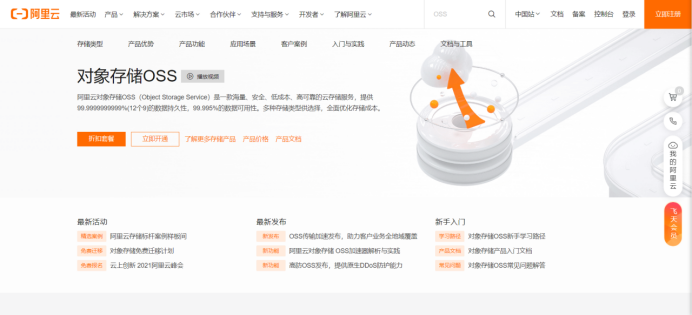 阿里云 最新活动 产品 解决方案 云市场 合作伙伴 支持与服务 开发者 了解阿里云 OSS 中国站 文档 备案 控制台 登录 立即注册
存储类型 产品优势 产品功能 应用场景 客户案例 入门与实践 产品动态 文档与工具
对象存储OSS 播放视频
阿里云对象存储OSS（Object Storage Service）是一款海量、安全、低成本、高可靠的云存储服务，提供
99.9999999999%(12个9)的数据持久性，99.995%的数据可用性。多种存储类型供选择，全面优化存储成本。
折扣套餐 立即开通 了解更多存储产品 产品价格 产品文档
0
我的阿里云
飞天会员
最新活动 最新发布 新手入门
精选案例 阿里云存储标杆案例样板间 新发布 OSS传输加速发布，助力客户业务全地域覆盖 学习路径 对象存储OSS新手学习路径
免费迁移 对象存储免费迁移计划 新功能 阿里云对象存储 OSS加速器解析与实践 产品文档 对象存储产品入门文档
免费报名 云上创新 2021阿里云峰会 新功能 高防OSS发布，提供原生DDoS防护能力 常见问题 对象存储OSS常见问题解答